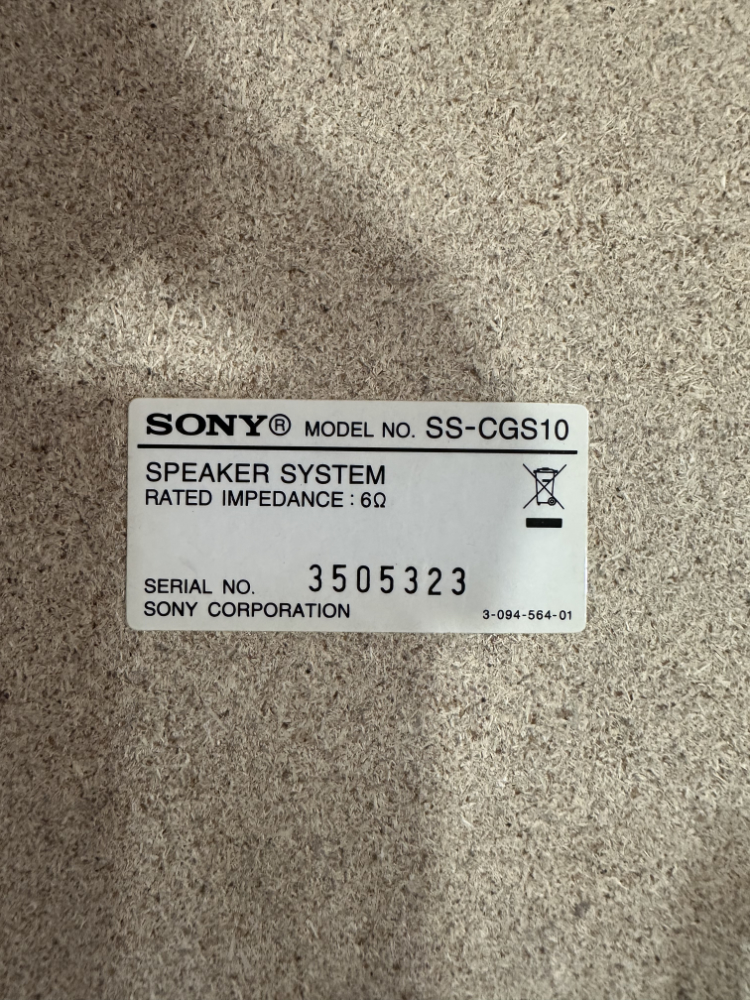 SONY® MODEL NO. SS-CGS10
SPEAKER SYSTEM
RATED IMPEDANCE : 6Ω
SERIAL NO. 3505323
SONY CORPORATION 3-094-564-01